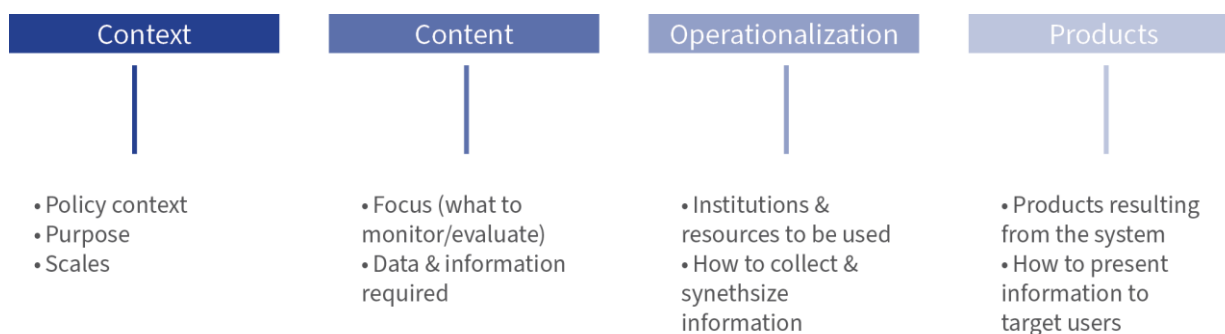 Context
• Policy context
• Purpose
• Scales
Content
• Focus (what to
monitor/evaluate)
• Data & information
required
Operationalization
• Institutions &
resources to be used
• How to collect &
synethsize
information
Products
• Products resulting
from the system
• How to present
information to
target users